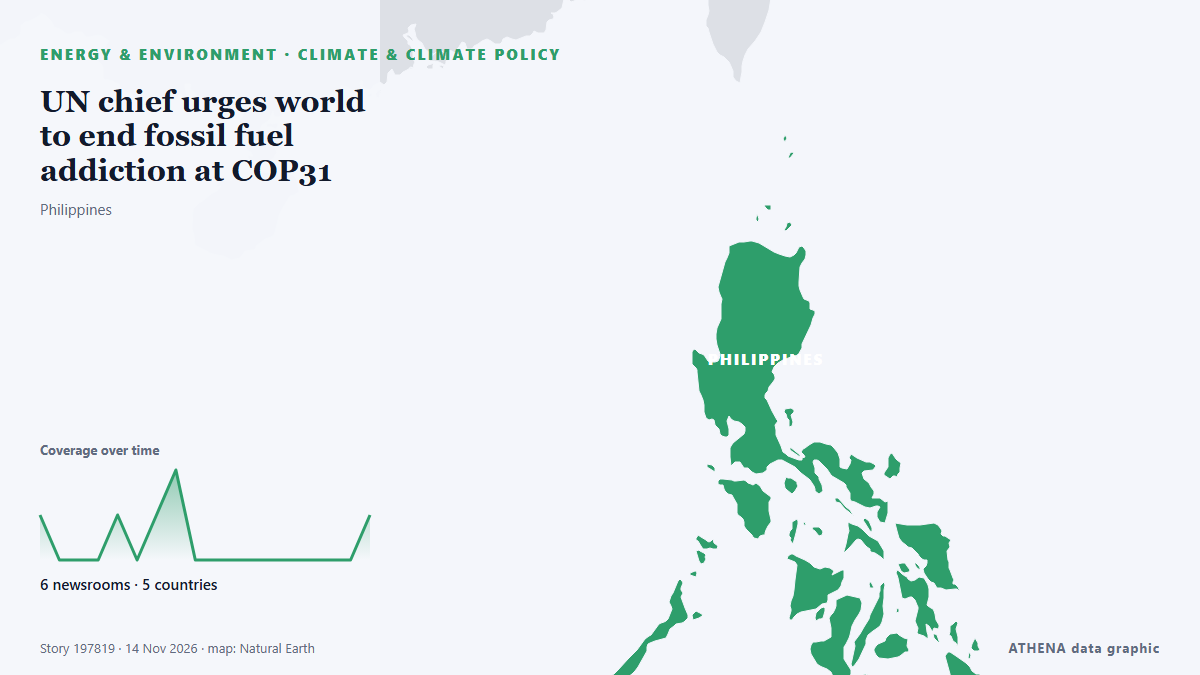 ENERGY & ENVIRONMENT · CLIMATE & CLIMATE POLICY
UN chief urges world
to end fossil fuel
addiction at COP31
Philippines
PHILIPPINES
Coverage over time
6 newsrooms · 5 countries
Story 197819 · 14 Nov 2026 · map: Natural Earth
ATHENA data graphic